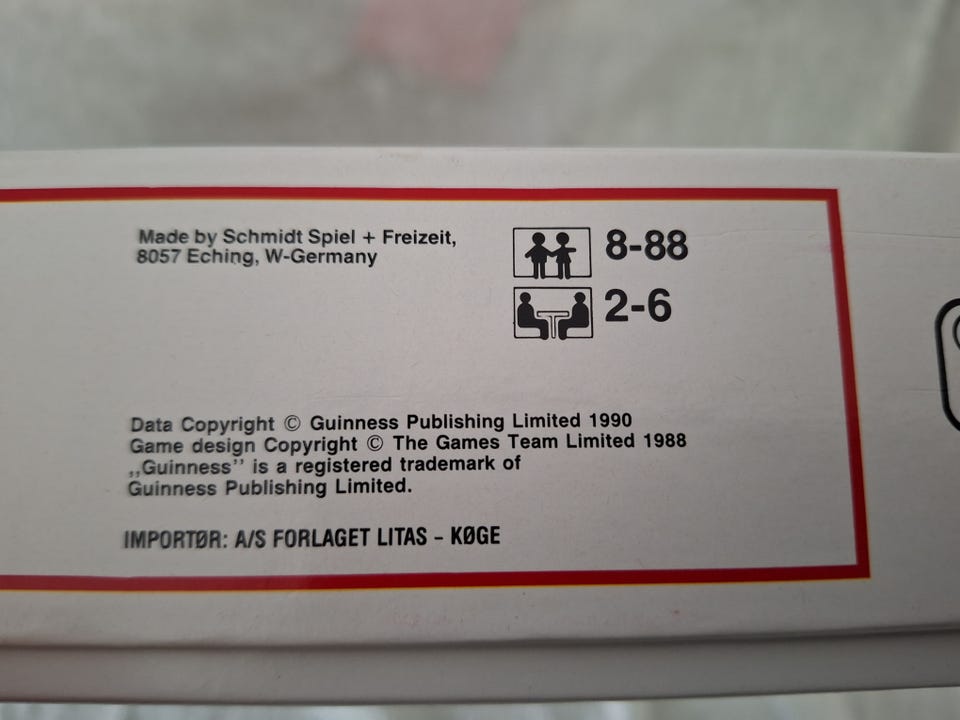 Made by Schmidt Spiel + Freizeit,
8057 Eching, W-Germany
8-88
2-6
Data Copyright © Guinness Publishing Limited 1990
Game design Copyright © The Games Team Limited 1988
„Guinness’’ is a registered trademark of
Guinness Publishing Limited.
IMPORTØR: A/S FORLAGET LITAS – KØGE